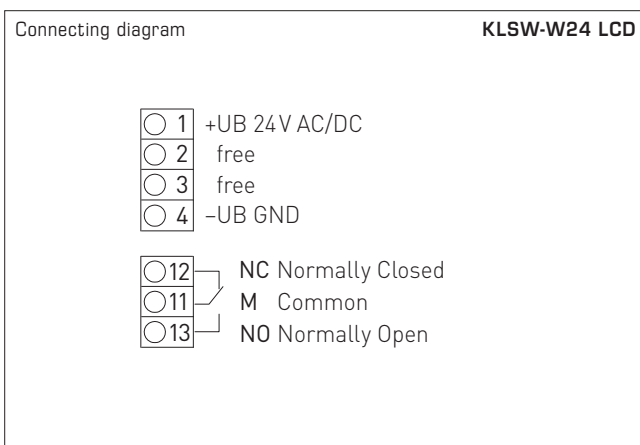 Connecting diagram KLSW-W24 LCD
1 +UB 24V AC/DC
2 free
3 free
4 –UB GND
12 NC Normally Closed
11 M Common
13 NO Normally Open